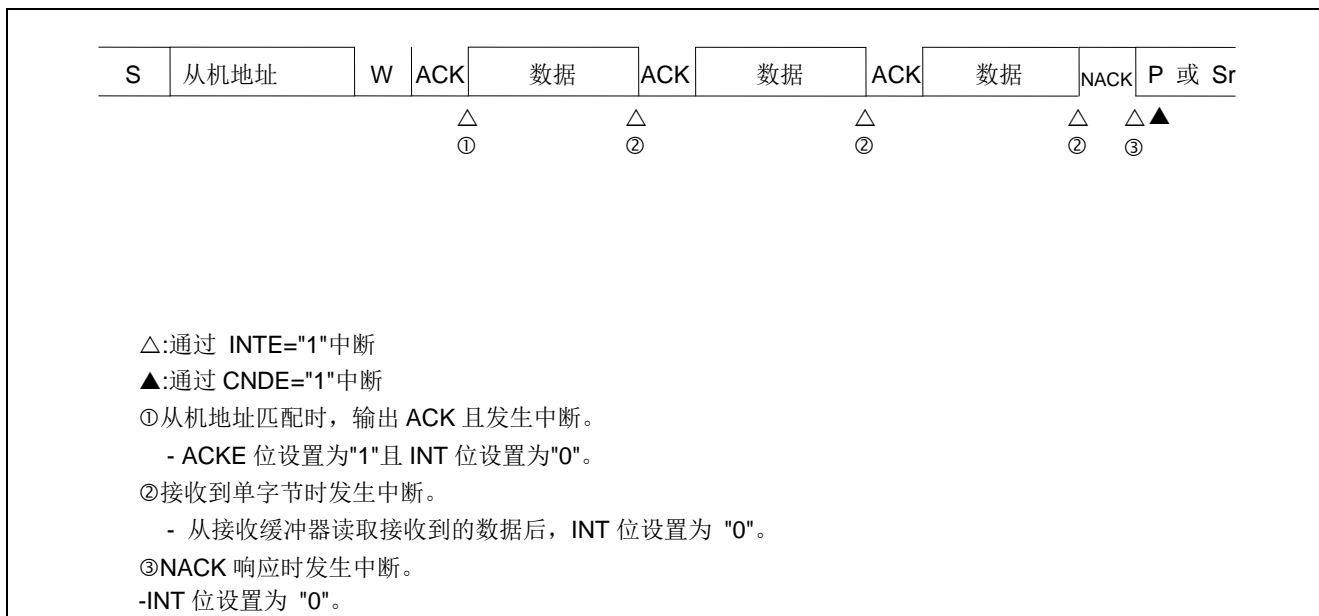 S 从机地址 W ACK 数据 ACK 数据 ACK 数据 NACK P 或 Sr
△ △ △ △ △▲
① ② ② ② ③
△:通过 INTE="1"中断
▲:通过 CNDE="1"中断
①从机地址匹配时，输出 ACK 且发生中断。
- ACKE 位设置为"1"且 INT 位设置为"0"。
②接收到单字节时发生中断。
- 从接收缓冲器读取接收到的数据后，INT 位设置为 "0"。
③NACK 响应时发生中断。
-INT 位设置为 "0"。